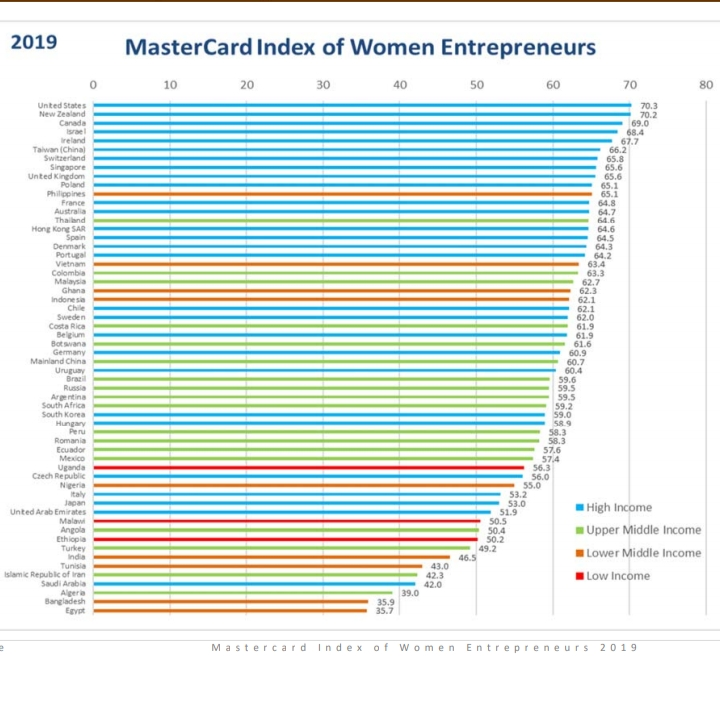 2019
MasterCard Index of Women Entrepreneurs
0 10 20 30 40 50 60 70 80
United States 70.3
New Zealand 70.2
Canada 69.0
Israel 68.4
Ireland 67.7
Taiwan (China) 66.2
Switzerland 65.8
Singapore 65.6
United Kingdom 65.6
Poland 65.1
Philippines 65.1
France 64.8
Australia 64.7
Thailand 64.6
Hong Kong SAR 64.6
Spain 64.5
Denmark 64.3
Portugal 64.2
Vietnam 63.4
Colombia 63.3
Malaysia 62.7
Ghana 62.3
Indonesia 62.1
Chile 62.1
Sweden 62.0
Costa Rica 61.9
Belgium 61.9
Botswana 61.6
Germany 60.9
Mainland China 60.7
Uruguay 60.4
Brazil 59.6
Russia 59.5
Argentina 59.5
South Africa 59.2
South Korea 59.0
Hungary 58.9
Peru 58.3
Romania 58.3
Ecuador 57.6
Mexico 57.4
Uganda 56.3
Czech Republic 56.0
Nigeria 55.0
Italy 53.2
Japan 53.0
United Arab Emirates 51.9
Malawi 50.5
Angola 50.4
Ethiopia 50.2
Turkey 49.2
India 46.5
Tunisia 43.0
Islamic Republic of Iran 42.3
Saudi Arabia 42.0
Algeria 39.0
Bangladesh 35.9
Egypt 35.7
High Income
Upper Middle Income
Lower Middle Income
Low Income
e Mastercard Index of Women Entrepreneurs 2019